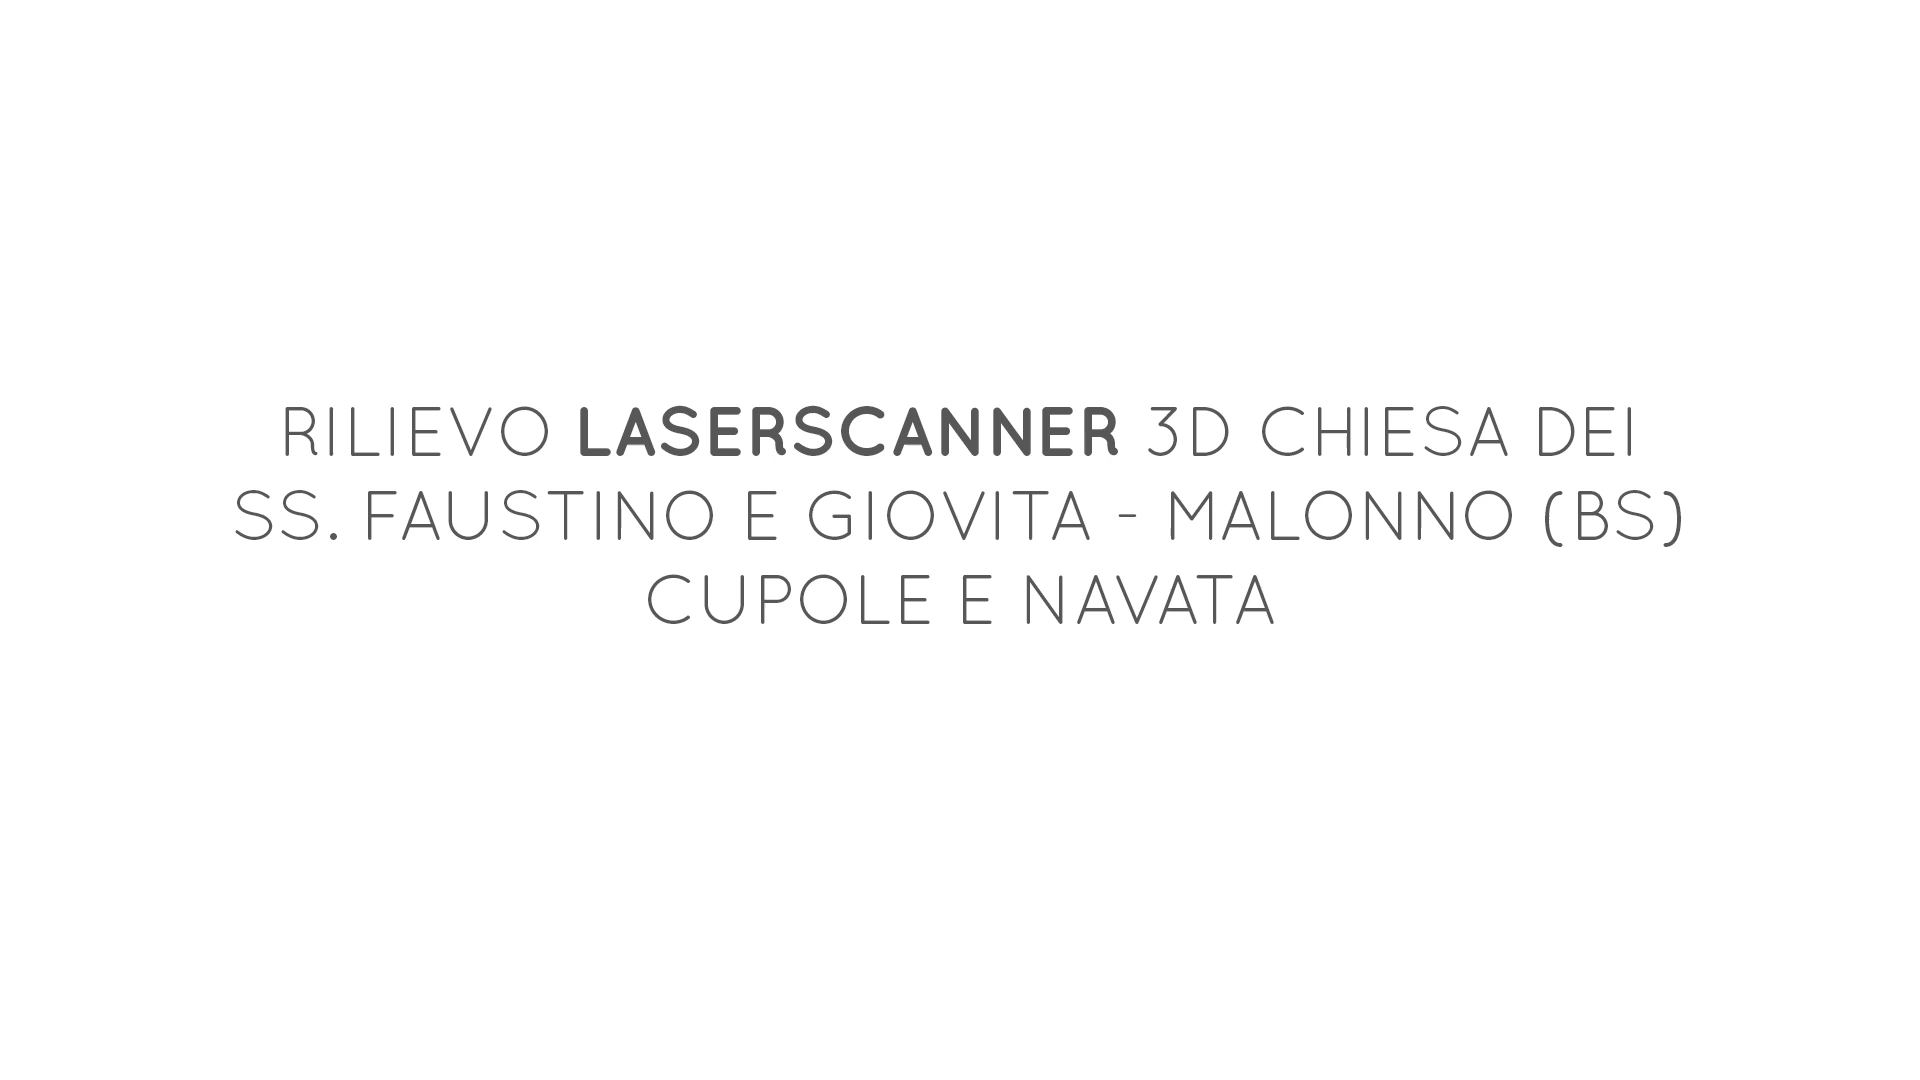 RILIEVO LASERSCANNER 3D CHIESA DEI
SS. FAUSTINO E GIOVITA - MALONNO (BS)
CUPOLE E NAVATA